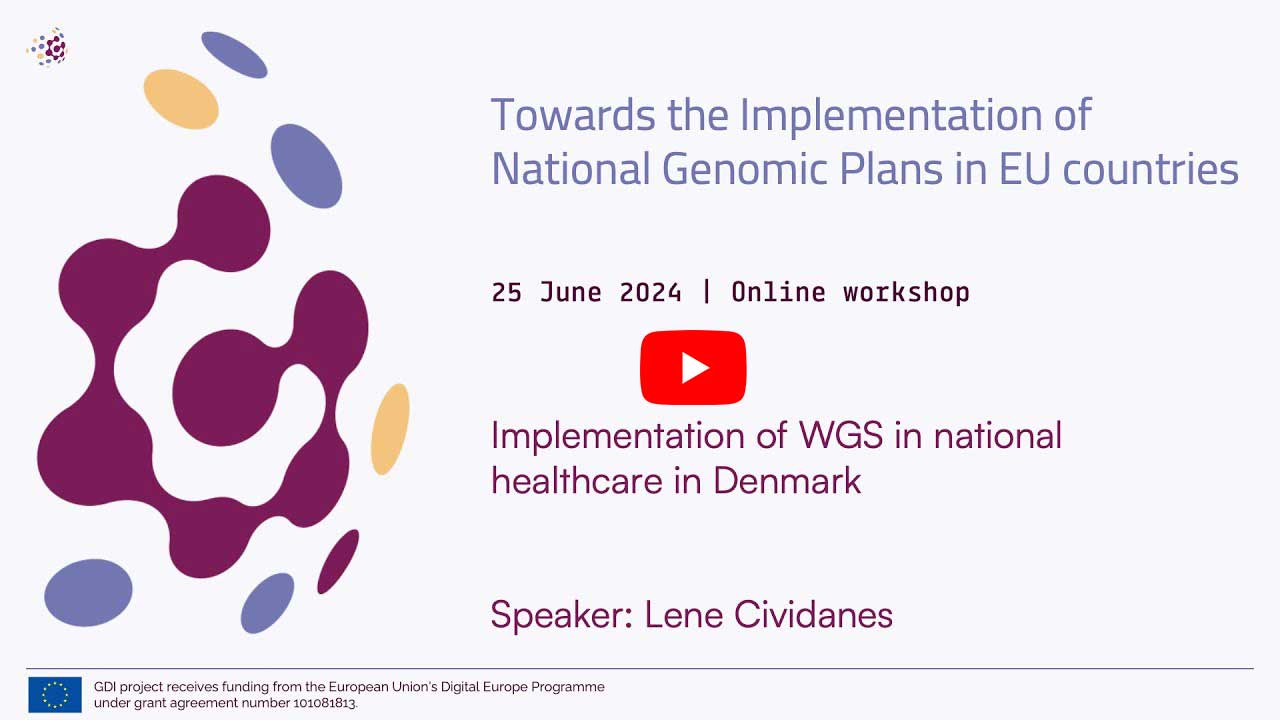 Towards the Implementation of
National Genomic Plans in EU countries
25 June 2024 | Online workshop
Implementation of WGS in national
healthcare in Denmark
Speaker: Lene Cividanes
GDI project receives funding from the European Union's Digital Europe Programme
under grant agreement number 101081813.